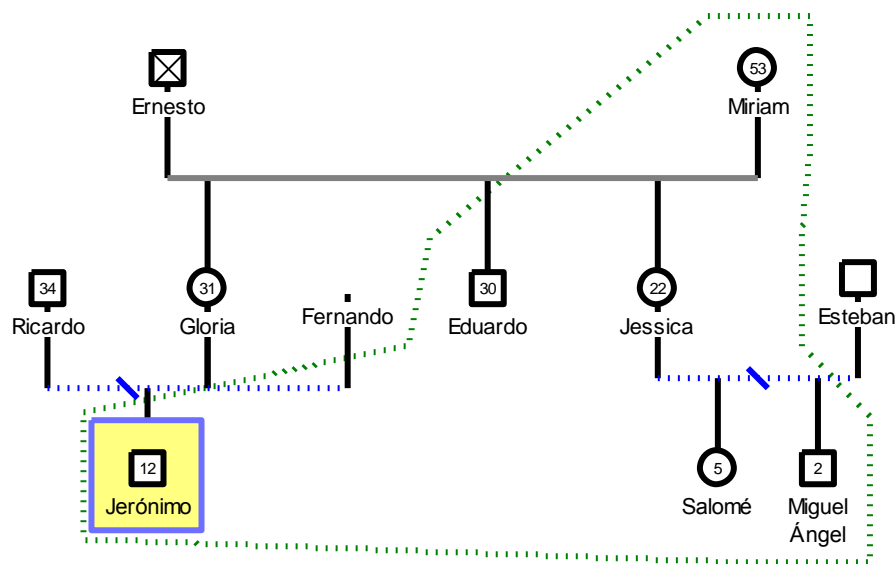 53
Ernesto
Miriam
34
31
30
22
Ricardo
Gloria
Fernando
Eduardo
Jessica
Esteban
12
5
2
Jerónimo
Salomé
Miguel
Ángel